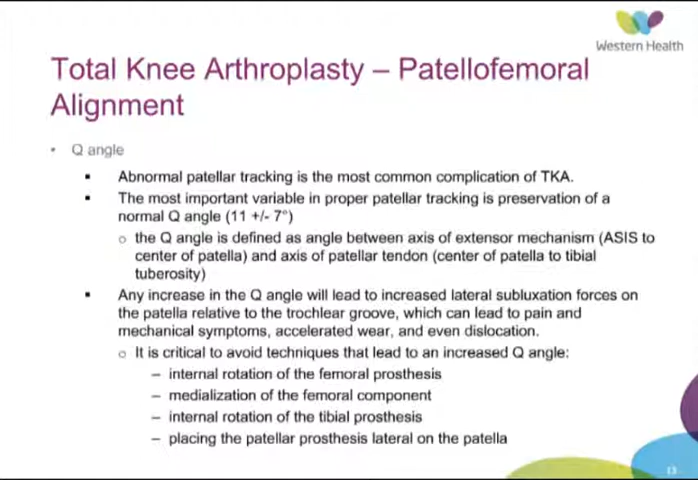 Western Health
Total Knee Arthroplasty – Patellofemoral
Alignment
• Q angle
▪ Abnormal patellar tracking is the most common complication of TKA.
▪ The most important variable in proper patellar tracking is preservation of a
normal Q angle (11 +/- 7°)
o the Q angle is defined as angle between axis of extensor mechanism (ASIS to
center of patella) and axis of patellar tendon (center of patella to tibial
tuberosity)
▪ Any increase in the Q angle will lead to increased lateral subluxation forces on
the patella relative to the trochlear groove, which can lead to pain and
mechanical symptoms, accelerated wear, and even dislocation.
o It is critical to avoid techniques that lead to an increased Q angle:
– internal rotation of the femoral prosthesis
– medialization of the femoral component
– internal rotation of the tibial prosthesis
– placing the patellar prosthesis lateral on the patella
13